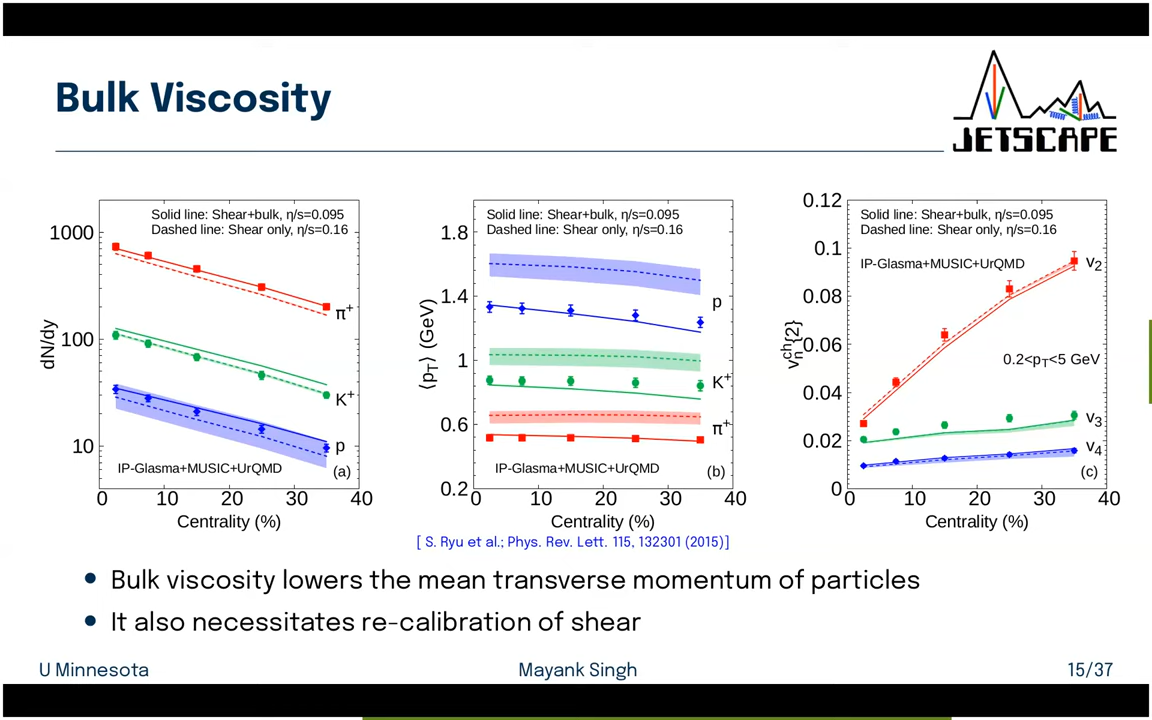 Bulk Viscosity
JETSCAPE
Solid line: Shear+bulk, η/s=0.095
Dashed line: Shear only, η/s=0.16
1000
100
10
dN/dy
π⁺
K⁺
p
IP-Glasma+MUSIC+UrQMD
(a)
0 10 20 30 40
Centrality (%)
Solid line: Shear+bulk, η/s=0.095
Dashed line: Shear only, η/s=0.16
1.8
1.4
1
0.6
0.2
⟨p_T⟩ (GeV)
p
K⁺
π⁺
IP-Glasma+MUSIC+UrQMD
(b)
0 10 20 30 40
Centrality (%)
Solid line: Shear+bulk, η/s=0.095
Dashed line: Shear only, η/s=0.16
IP-Glasma+MUSIC+UrQMD
0.12
0.1
0.08
0.06
0.04
0.02
0
v_n^ch{2}
v₂
0.2<p_T<5 GeV
v₃
v₄
(c)
0 10 20 30 40
Centrality (%)
[ S. Ryu et al.; Phys. Rev. Lett. 115, 132301 (2015)]
• Bulk viscosity lowers the mean transverse momentum of particles
• It also necessitates re-calibration of shear
U Minnesota
Mayank Singh
15/37